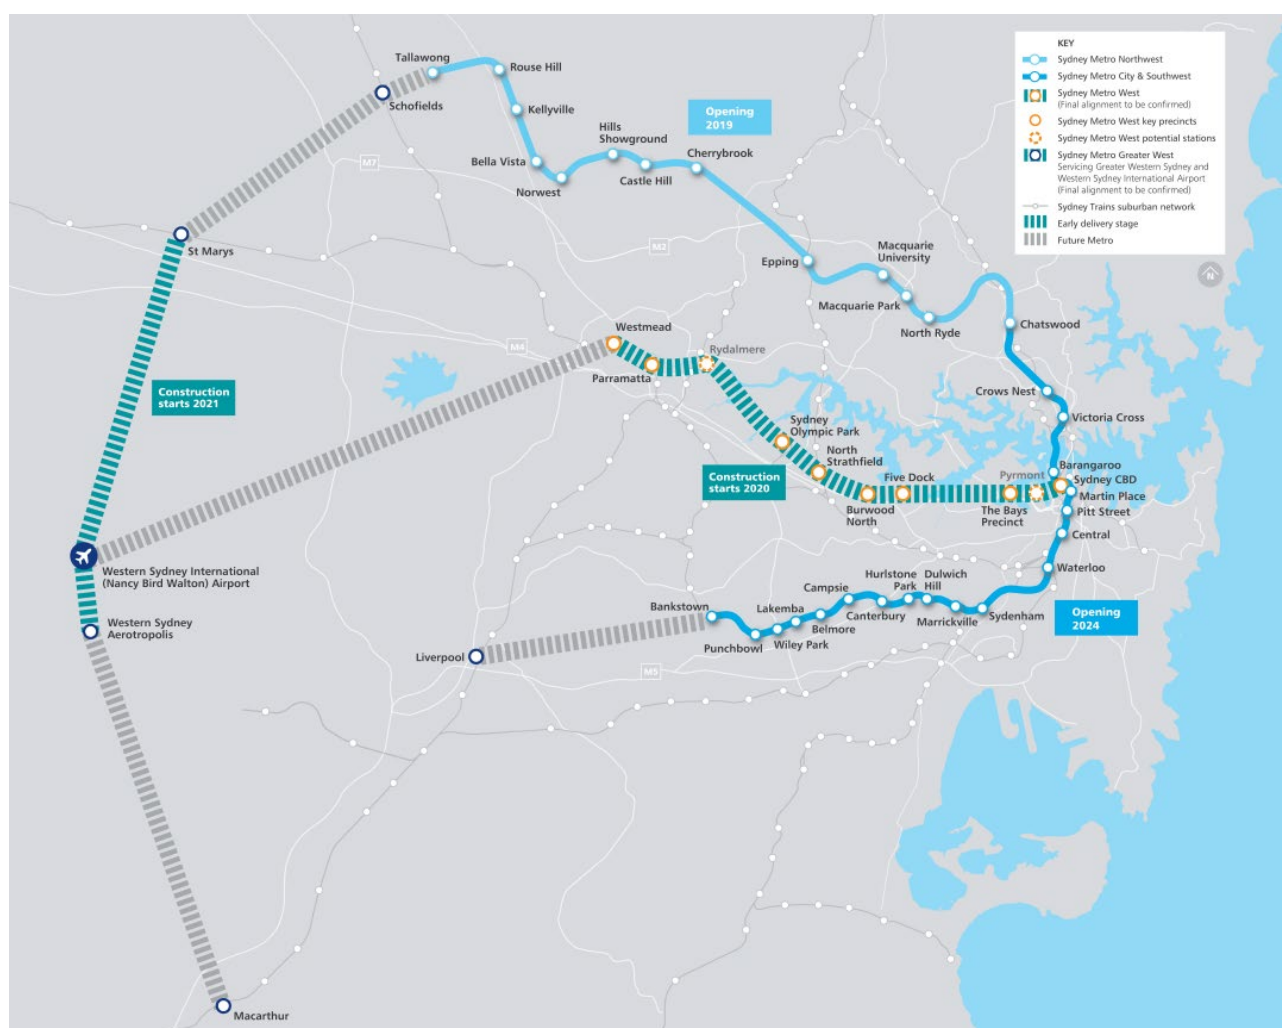 KEY
Sydney Metro Northwest
Sydney Metro City & Southwest
Sydney Metro West
(Final alignment to be confirmed)
Sydney Metro West key precincts
Sydney Metro West potential stations
Sydney Metro Greater West
Servicing Greater Western Sydney and
Western Sydney International Airport
(Final alignment to be confirmed)
Sydney Trains suburban network
Early delivery stage
Future Metro
N
Tallawong
Rouse Hill
Schofields
Kellyville
Opening
2019
Hills
Showground
Cherrybrook
M7
Bella Vista
Castle Hill
Norwest
St Marys
M2
Epping
Macquarie
University
Macquarie Park
North Ryde
Chatswood
Westmead
M4
Rydalmere
Parramatta
Construction
starts 2021
Crows Nest
Victoria Cross
Sydney
Olympic Park
North
Strathfield
Construction
starts 2020
Five Dock
Pyrmont
Barangaroo
Sydney CBD
Martin Place
Pitt Street
Burwood
North
The Bays
Precinct
Central
Western Sydney International
(Nancy Bird Walton) Airport
Waterloo
Western Sydney
Aerotropolis
Bankstown
Lakemba
Campsie
Hurlstone
Park
Dulwich
Hill
Sydenham
Opening
2024
Punchbowl
Wiley Park
Belmore
Canterbury
Marrickville
Liverpool
M5
Macarthur